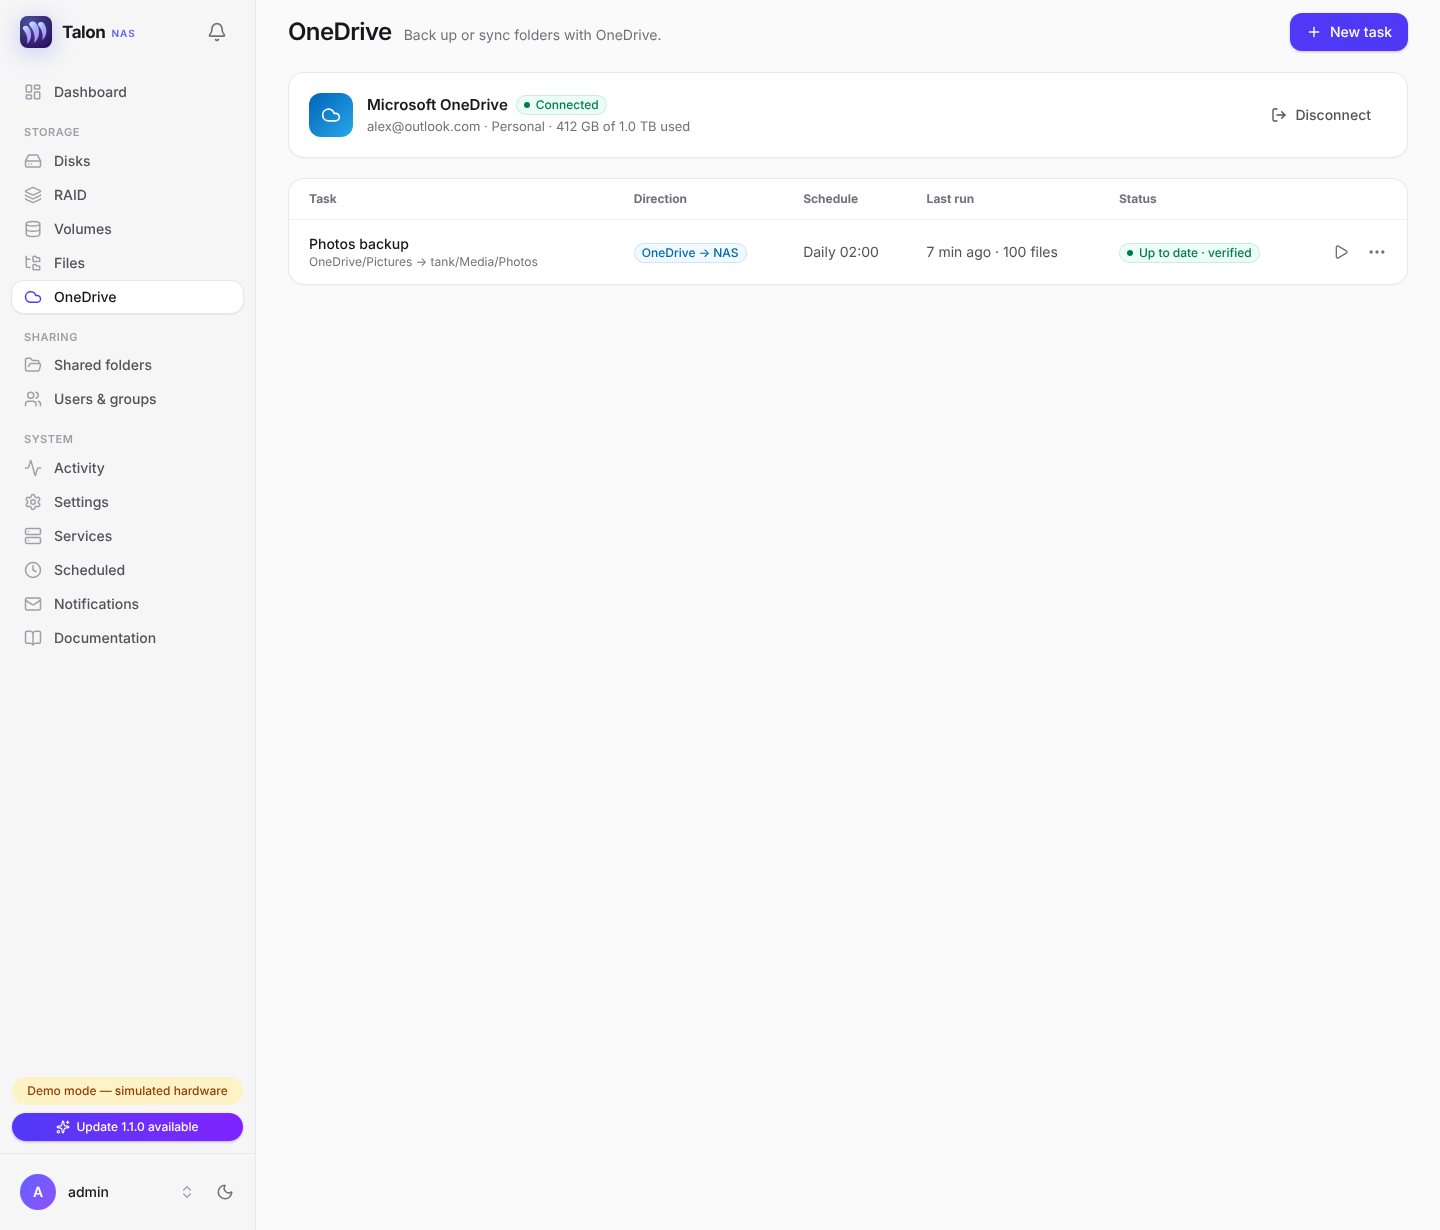 Talon NAS
Dashboard
STORAGE
Disks
RAID
Volumes
Files
OneDrive
SHARING
Shared folders
Users & groups
SYSTEM
Activity
Settings
Services
Scheduled
Notifications
Documentation
Demo mode — simulated hardware
Update 1.1.0 available
A admin
OneDrive Back up or sync folders with OneDrive.
New task
Microsoft OneDrive Connected
alex@outlook.com · Personal · 412 GB of 1.0 TB used
Disconnect
Task Direction Schedule Last run Status
Photos backup
OneDrive/Pictures → tank/Media/Photos
OneDrive → NAS Daily 02:00 7 min ago · 100 files Up to date · verified